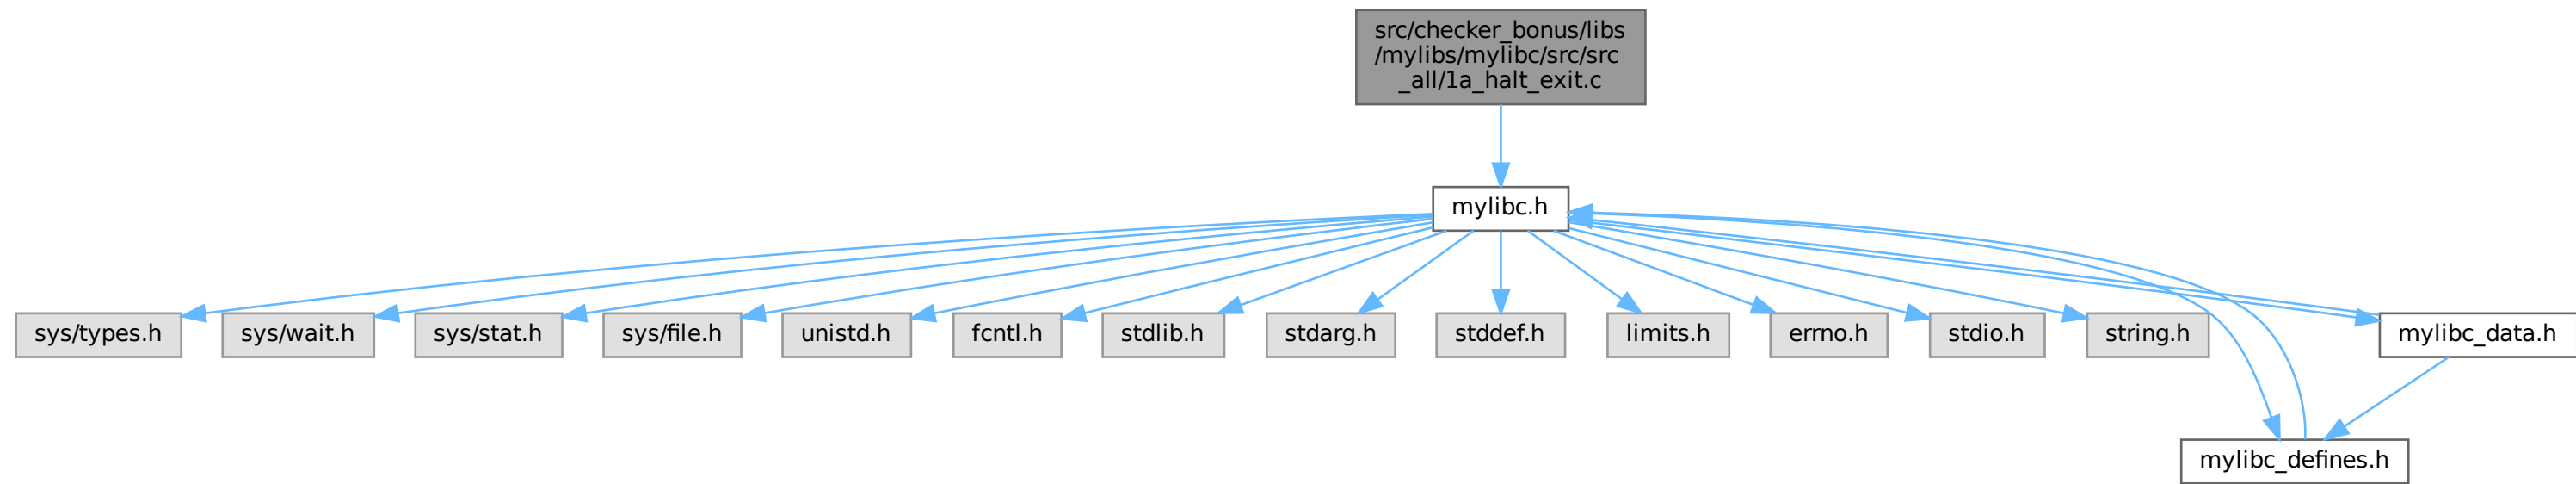 src/checker_bonus/libs
/mylibs/mylibc/src/src
_all/1a_halt_exit.c
mylibc.h
sys/types.h
sys/wait.h
sys/stat.h
sys/file.h
unistd.h
fcntl.h
stdlib.h
stdarg.h
stddef.h
limits.h
errno.h
stdio.h
string.h
mylibc_data.h
mylibc_defines.h